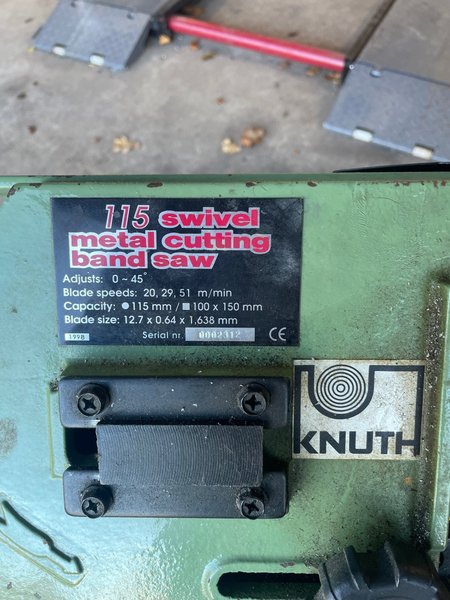 115 swivel
metal cutting
band saw
Adjusts: 0 ~ 45°
Blade speeds: 20, 29, 51 m/min
Capacity: ●115 mm / ■100 x 150 mm
Blade size: 12.7 x 0.64 x 1,638 mm
1998 Serial nr. 0002312 CE
KNUTH